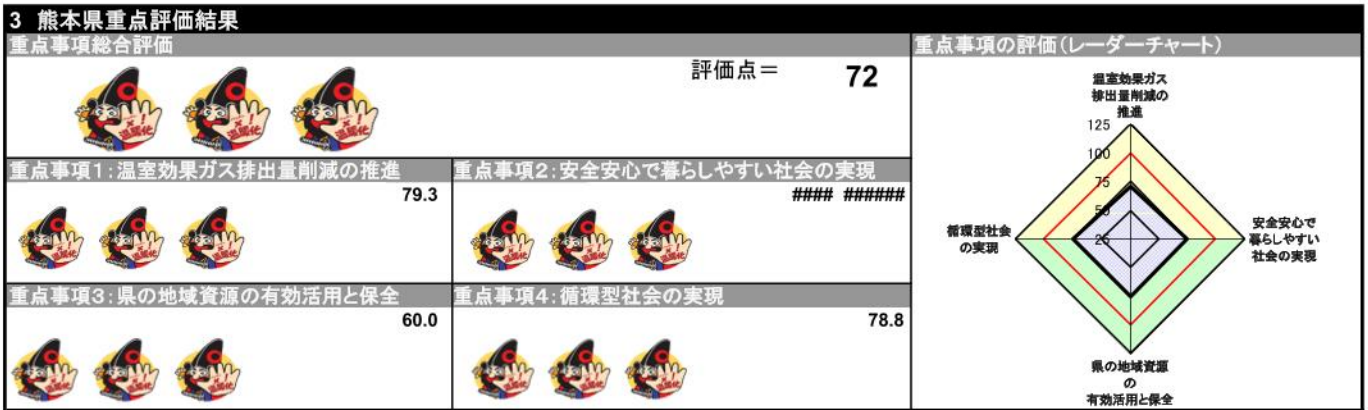 3 熊本県重点評価結果
重点事項総合評価
評価点＝ 72
重点事項1：温室効果ガス排出量削減の推進
79.3
重点事項2：安全安心で暮らしやすい社会の実現
#### ######
重点事項3：県の地域資源の有効活用と保全
60.0
重点事項4：循環型社会の実現
78.8
重点事項の評価（レーダーチャート）
温室効果ガス
排出量削減の
推進
125
100
75
50
25
循環型社会
の実現
安全安心で
暮らしやすい
社会の実現
県の地域資源
の
有効活用と保全